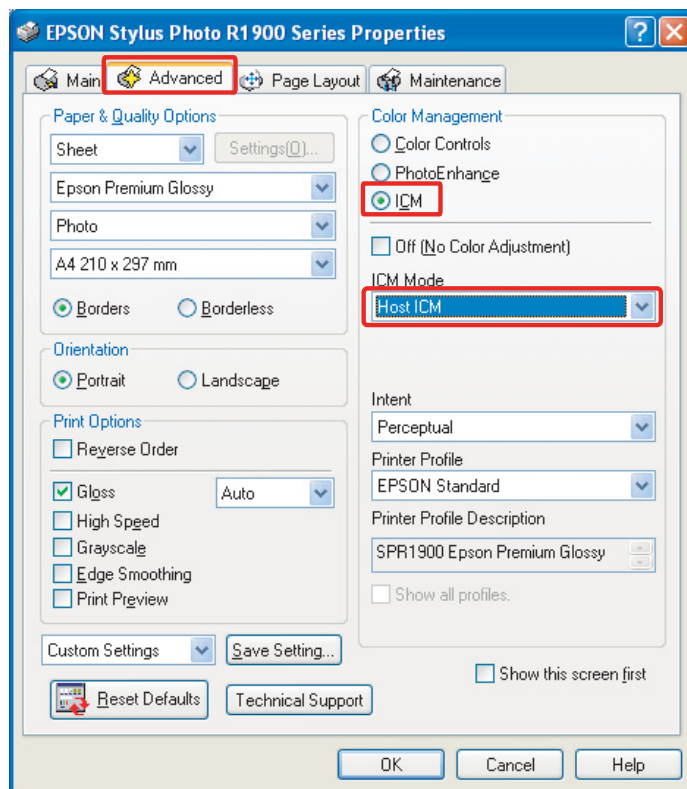 EPSON Stylus Photo R1900 Series Properties
Main
Advanced
Page Layout
Maintenance
Paper & Quality Options
Sheet
Settings(O)...
Epson Premium Glossy
Photo
A4 210 x 297 mm
Borders
Borderless
Orientation
Portrait
Landscape
Print Options
Reverse Order
Gloss
Auto
High Speed
Grayscale
Edge Smoothing
Print Preview
Custom Settings
Save Setting...
Reset Defaults
Technical Support
Color Management
Color Controls
PhotoEnhance
ICM
Off (No Color Adjustment)
ICM Mode
Host ICM
Intent
Perceptual
Printer Profile
EPSON Standard
Printer Profile Description
SPR1900 Epson Premium Glossy
Show all profiles.
Show this screen first
OK
Cancel
Help